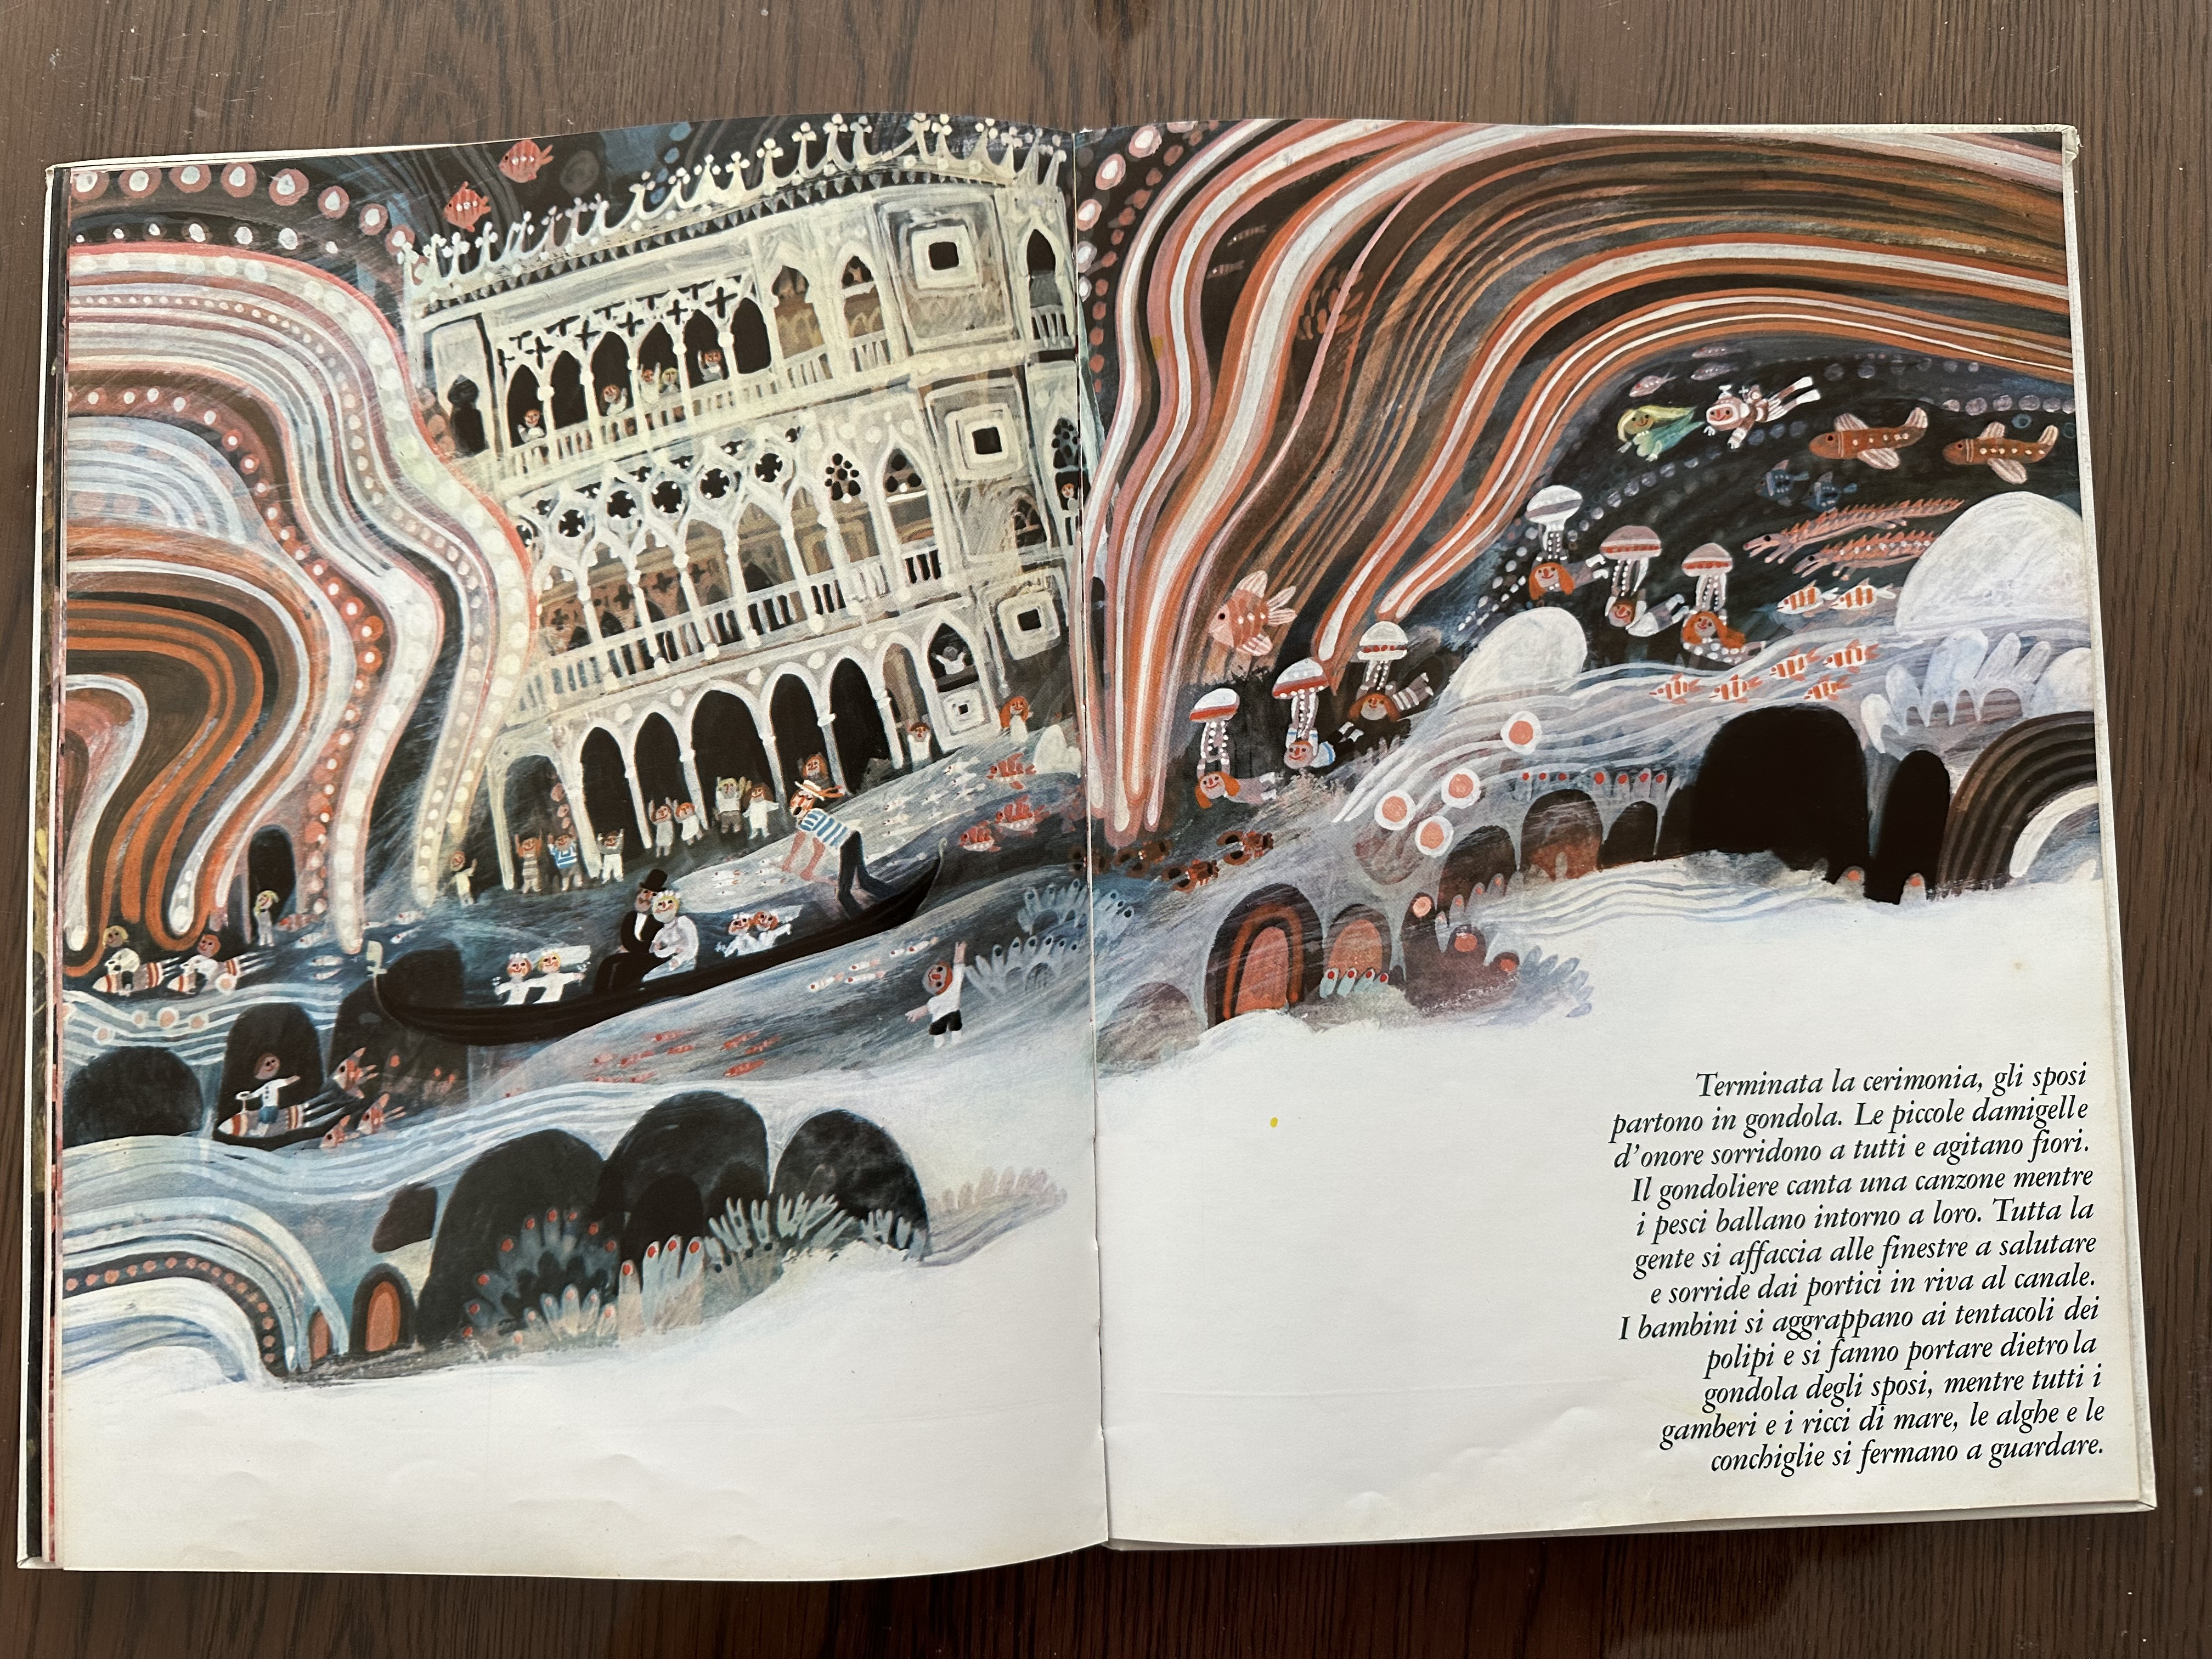 Terminata la cerimonia, gli sposi
partono in gondola. Le piccole damigelle
d'onore sorridono a tutti e agitano fiori.
Il gondoliere canta una canzone mentre
i pesci ballano intorno a loro. Tutta la
gente si affaccia alle finestre a salutare
e sorride dai portici in riva al canale.
I bambini si aggrappano ai tentacoli dei
polipi e si fanno portare dietro la
gondola degli sposi, mentre tutti i
gamberi e i ricci di mare, le alghe e le
conchiglie si fermano a guardare.